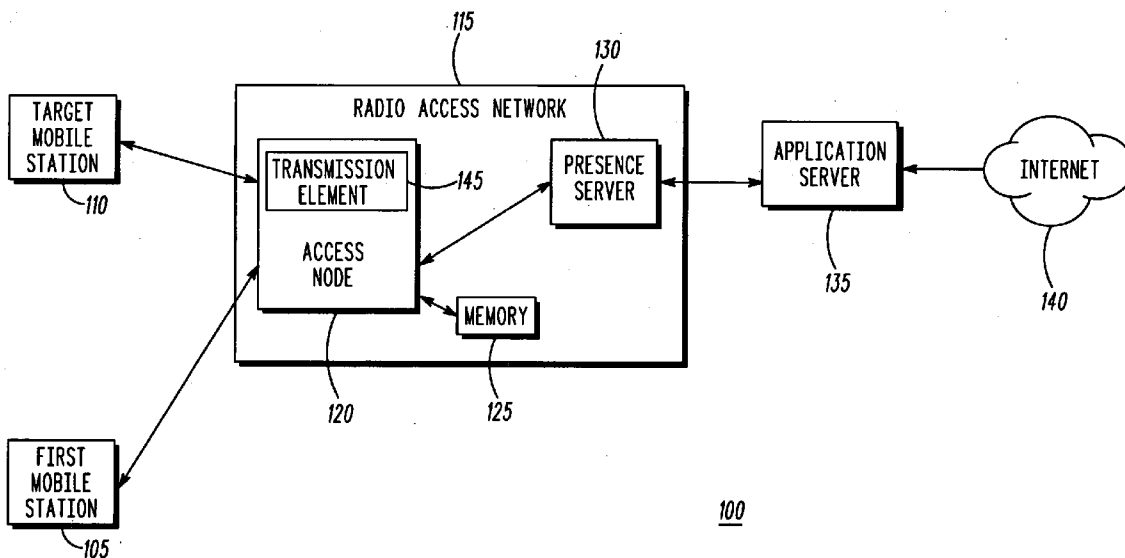 115
130
RADIO ACCESS NETWORK
TARGET
MOBILE
STATION
110
TRANSMISSION
ELEMENT
145
ACCESS
NODE
120
PRESENCE
SERVER
MEMORY
125
APPLICATION
SERVER
135
INTERNET
140
FIRST
MOBILE
STATION
105
100